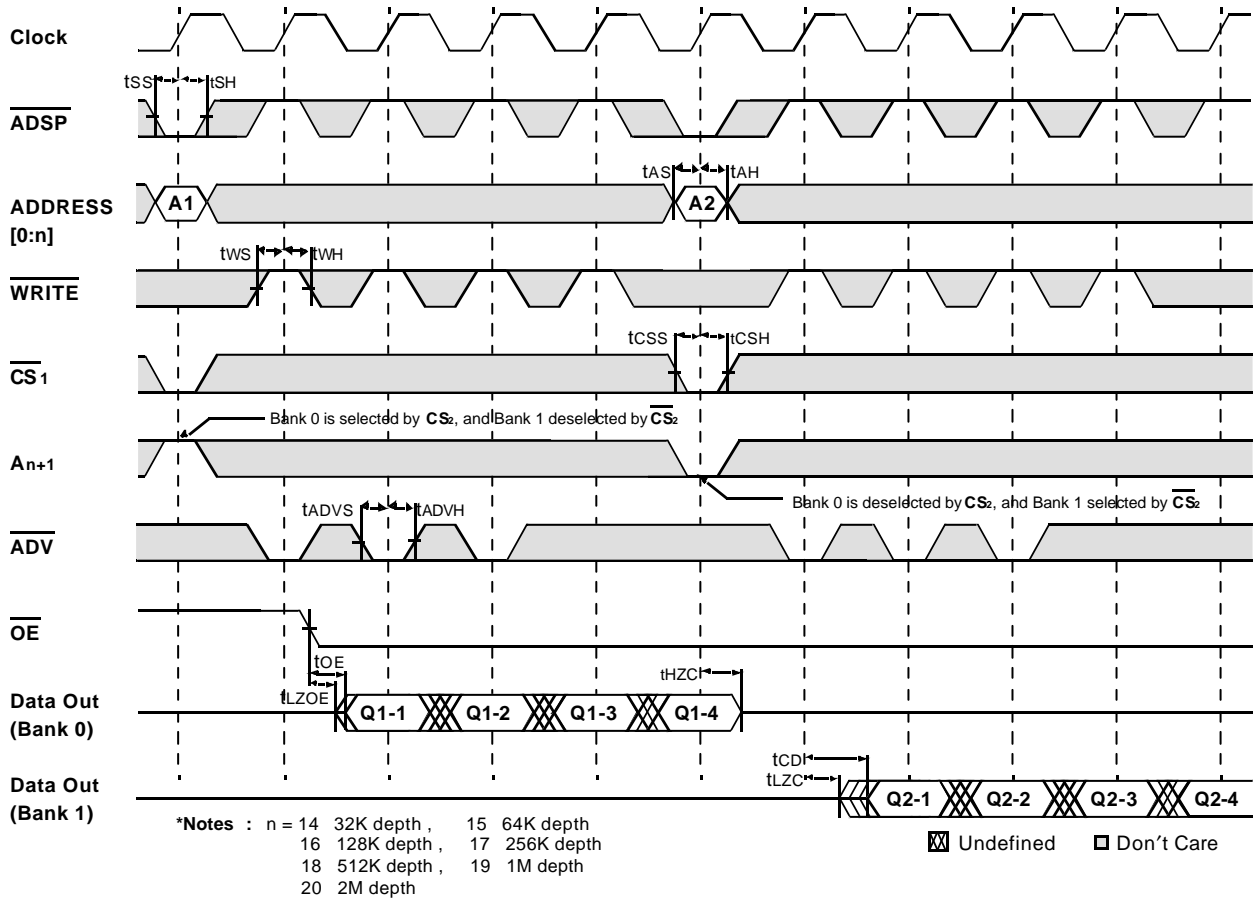 Clock
tSS tSH
ADSP
tAS tAH
ADDRESS
[0:n]
A1 A2
tWS tWH
WRITE
tCSS tCSH
CS1
Bank 0 is selected by CS2, and Bank 1 deselected by CS2
An+1
Bank 0 is deselected by CS2, and Bank 1 selected by CS2
tADVS tADVH
ADV
OE
tOE tHZC
tLZOE
Data Out
(Bank 0)
Q1-1 Q1-2 Q1-3 Q1-4
tCD
tLZC
Data Out
(Bank 1)
Q2-1 Q2-2 Q2-3 Q2-4
*Notes : n = 14 32K depth , 15 64K depth
16 128K depth , 17 256K depth
18 512K depth , 19 1M depth
20 2M depth
Undefined Don′t Care